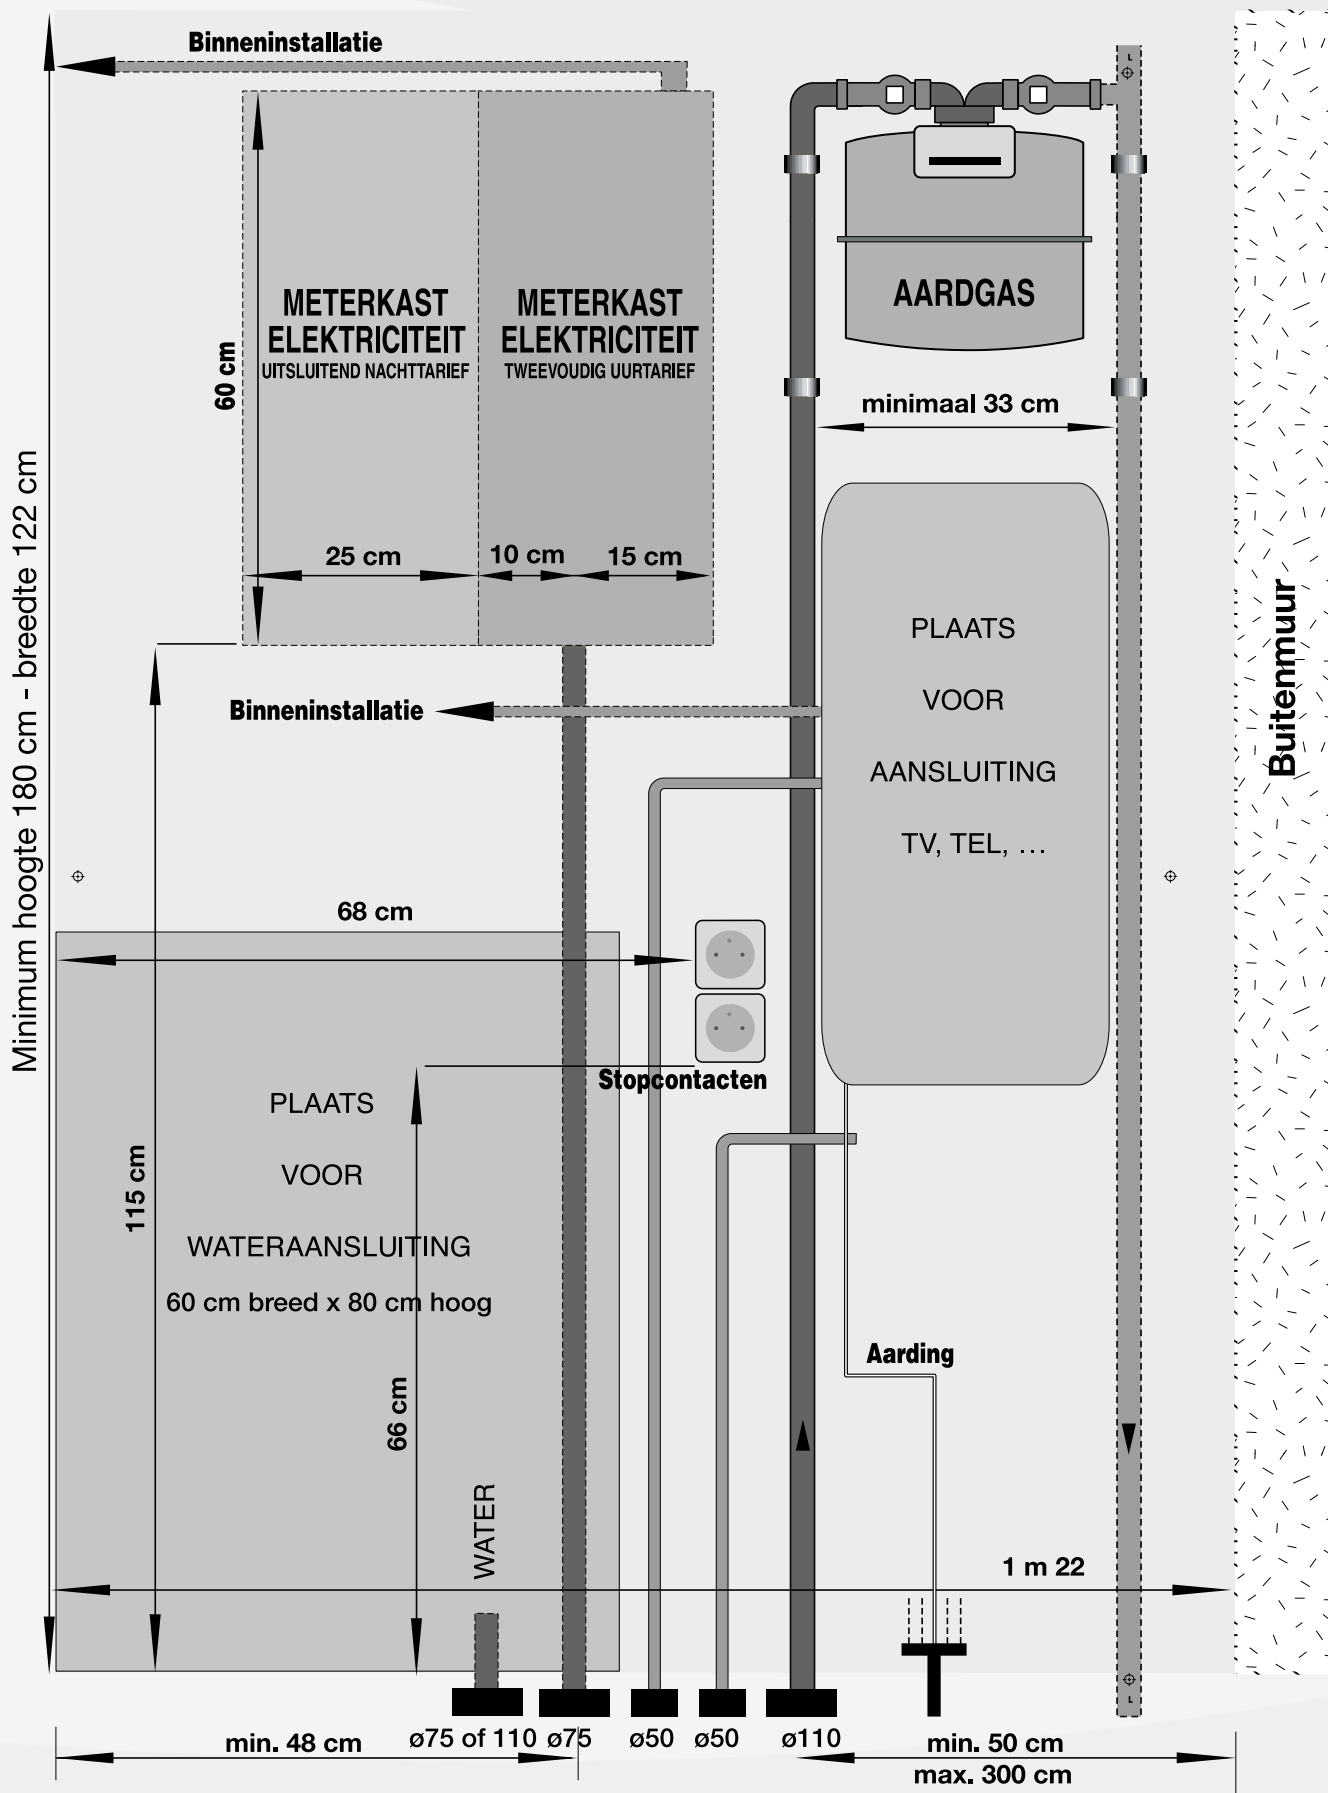 Binneninstallatie
METERKAST
ELEKTRICITEIT
UITSLUITEND NACHTTARIEF
METERKAST
ELEKTRICITEIT
TWEEVOUDIG UURTARIEF
AARDGAS
60 cm
minimaal 33 cm
25 cm
10 cm
15 cm
Minimum hoogte 180 cm - breedte 122 cm
Buitenmuur
PLAATS
VOOR
AANSLUITING
TV, TEL, ...
Binneninstallatie
68 cm
Stopcontacten
PLAATS
VOOR
WATERAANSLUITING
60 cm breed x 80 cm hoog
115 cm
66 cm
WATER
Aarding
1 m 22
ø75 of 110
ø75
ø50
ø50
ø110
min. 48 cm
min. 50 cm
max. 300 cm
L
L